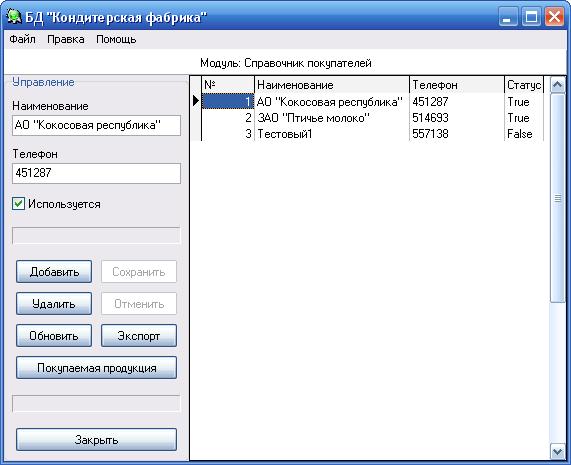 БД "Кондитерская фабрика"
Файл Правка Помощь
Модуль: Справочник покупателей
Управление
Наименование
АО "Кокосовая республика"
Телефон
451287
Используется
Добавить Сохранить
Удалить Отменить
Обновить Экспорт
Покупаемая продукция
Закрыть
№ Наименование Телефон Статус
1 АО "Кокосовая республика" 451287 True
2 ЗАО "Птичье молоко" 514693 True
3 Тестовый1 557138 False